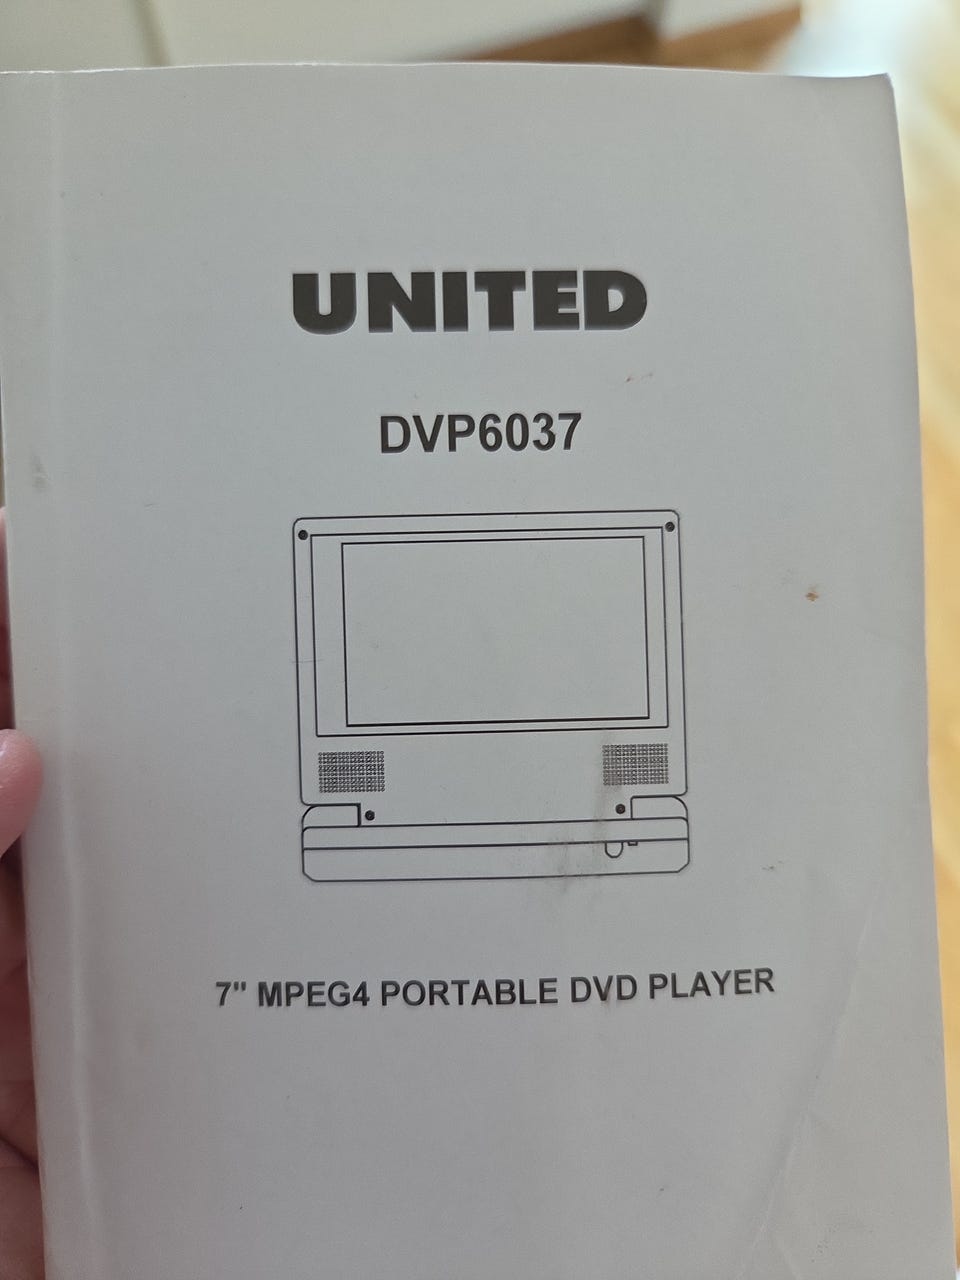 UNITED
DVP6037
7" MPEG4 PORTABLE DVD PLAYER